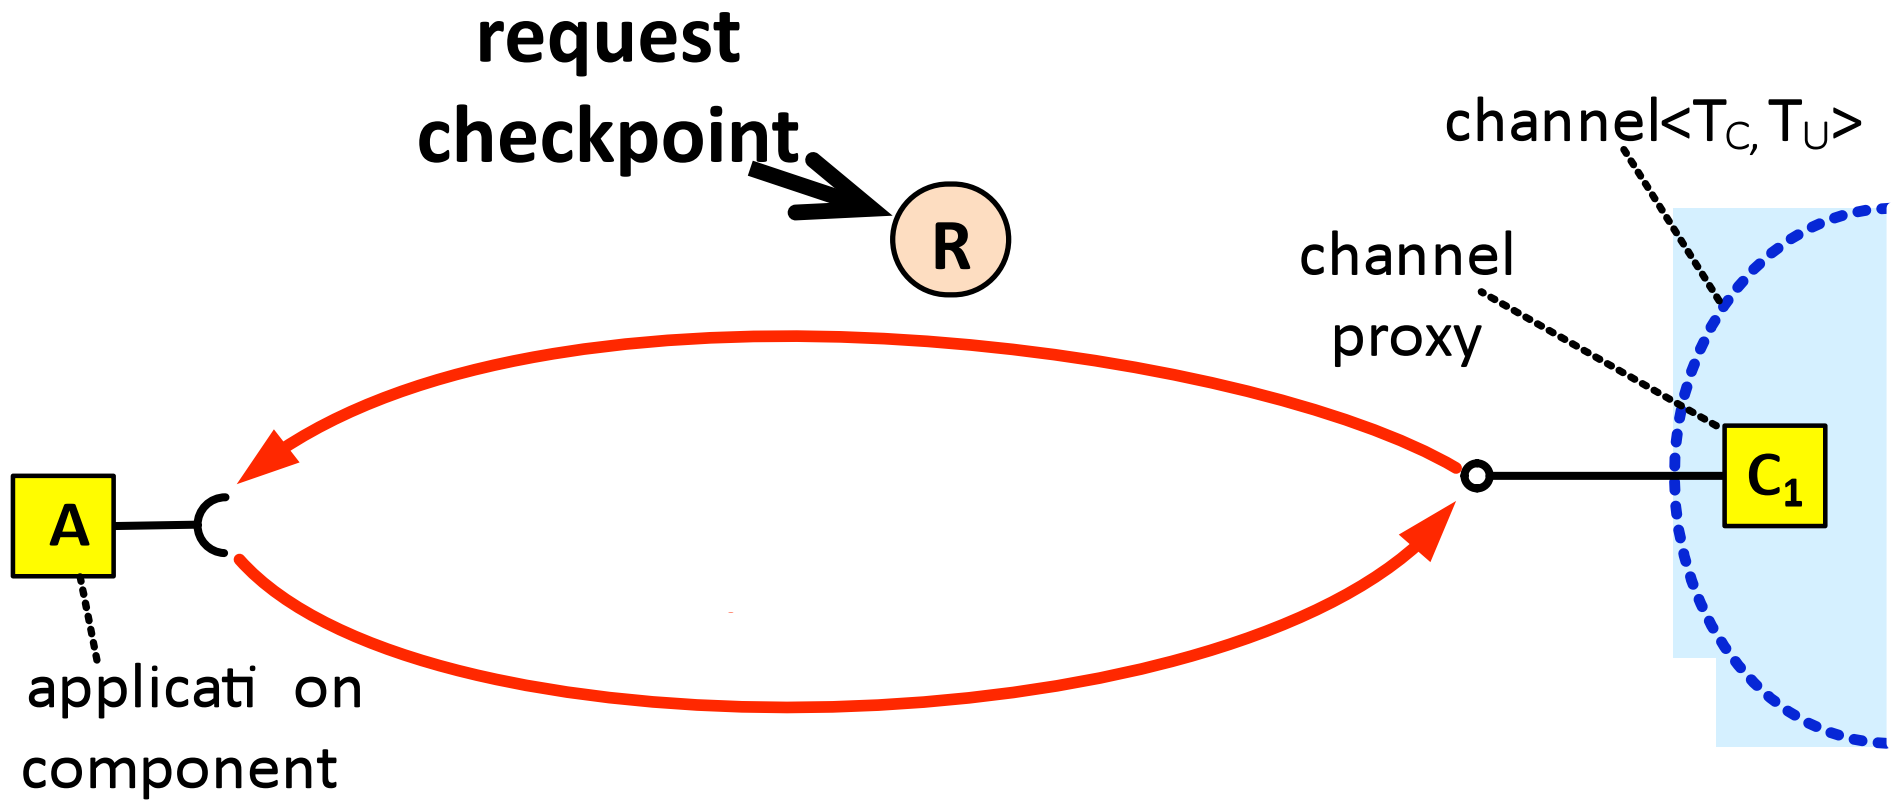 request
checkpoint
R
channel<TC, TU>
channel
proxy
A
C1
applicati on
component